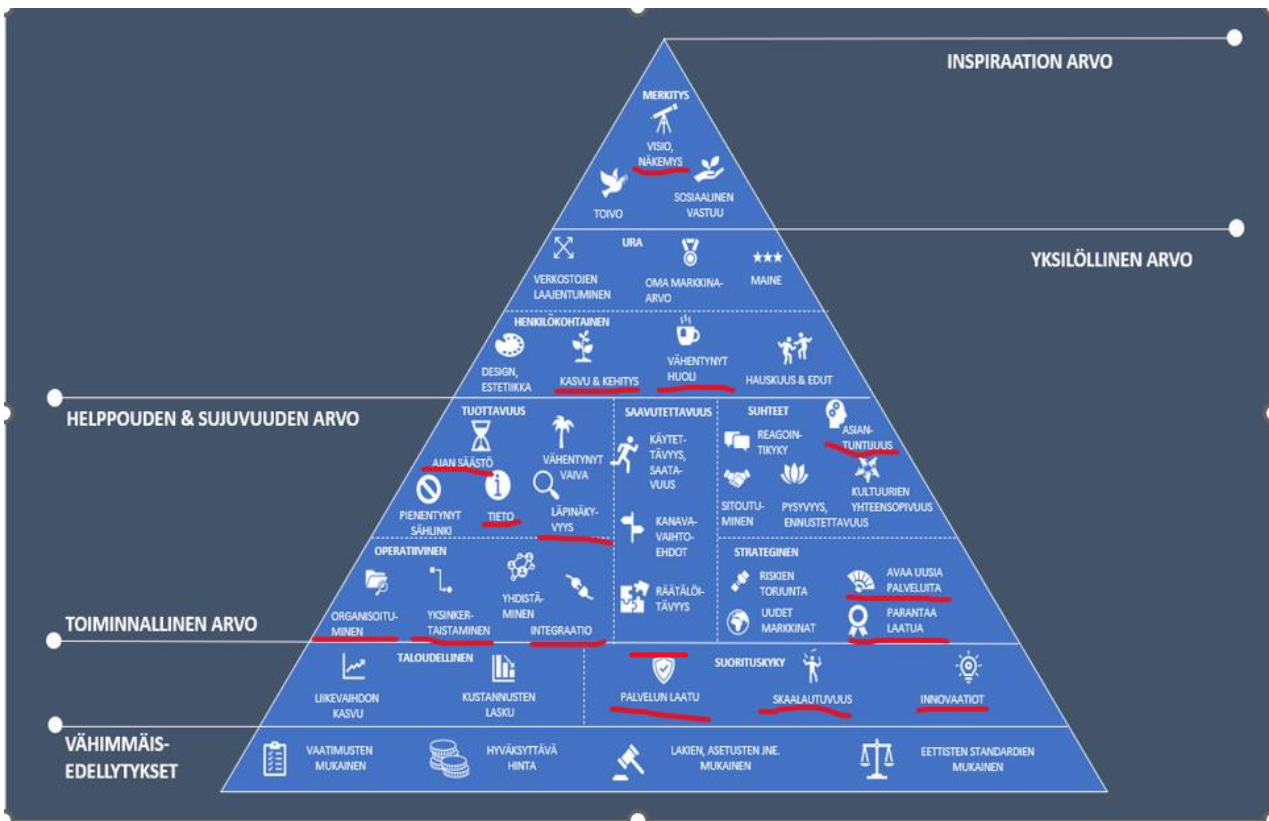 INSPIRAATION ARVO
MERKITYS
VISIO,
NÄKEMYS
TOIVO
SOSIAALINEN
VASTUU
YKSILÖLLINEN ARVO
URA
VERKOSTOJEN
LAAJENTUMINEN
OMA MARKKINA-
ARVO
MAINE
HENKILÖKOHTAINEN
DESIGN,
ESTETIIKKA
KASVU & KEHITYS
VÄHENTYNYT
HUOLI
HAUSKUUS & EDUT
HELPPOUDEN & SUJUVUUDEN ARVO
TUOTTAVUUS
AJAN SÄÄSTÖ
VÄHENTYNYT
VAIVA
PIENENTYNYT
SÄHLINKI
TIETO
LÄPINÄKY-
VYYS
SAAVUTETTAVUUS
KÄYTET-
TÄVYYS,
SAATA-
VUUS
KANAVA-
VAIHTO-
EHDOT
RÄÄTÄLÖI-
TÄVYYS
SUHTEET
REAGOIN-
TIKYKY
ASIAN-
TUNTIJUUS
SITOUTU-
MINEN
PYSYVYYS,
ENNUSTETTAVUUS
KULTUURIEN
YHTEENSOPIVUUS
OPERATIIVINEN
ORGANISOITU-
MINEN
YKSINKER-
TAISTAMINEN
YHDISTÄ-
MINEN
INTEGRAATIO
STRATEGINEN
RISKIEN
TORJUNTA
AVAA UUSIA
PALVELUITA
UUDET
MARKKINAT
PARANTAA
LAATUA
TOIMINNALLINEN ARVO
TALOUDELLINEN
LIIKEVAIHDON
KASVU
KUSTANNUSTEN
LASKU
SUORITUSKYKY
PALVELUN LAATU
SKAALAUTUVUUS
INNOVAATIOT
VÄHIMMÄIS-
EDELLYTYKSET
VAATIMUSTEN
MUKAINEN
HYVÄKSYTTÄVÄ
HINTA
LAKIEN, ASETUSTEN JNE.
MUKAINEN
EETTISTEN STANDARDIEN
MUKAINEN